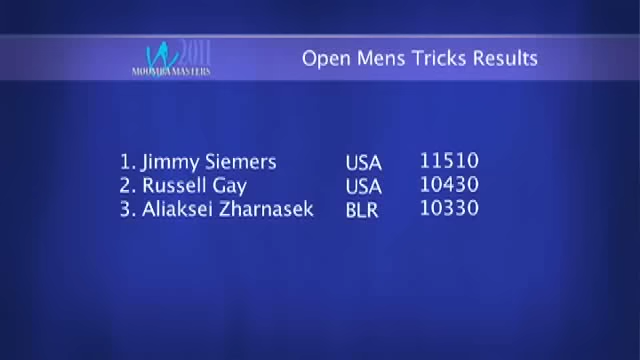 2011
MOOMBA MASTERS
Open Mens Tricks Results
1. Jimmy Siemers USA 11510
2. Russell Gay USA 10430
3. Aliaksei Zharnasek BLR 10330